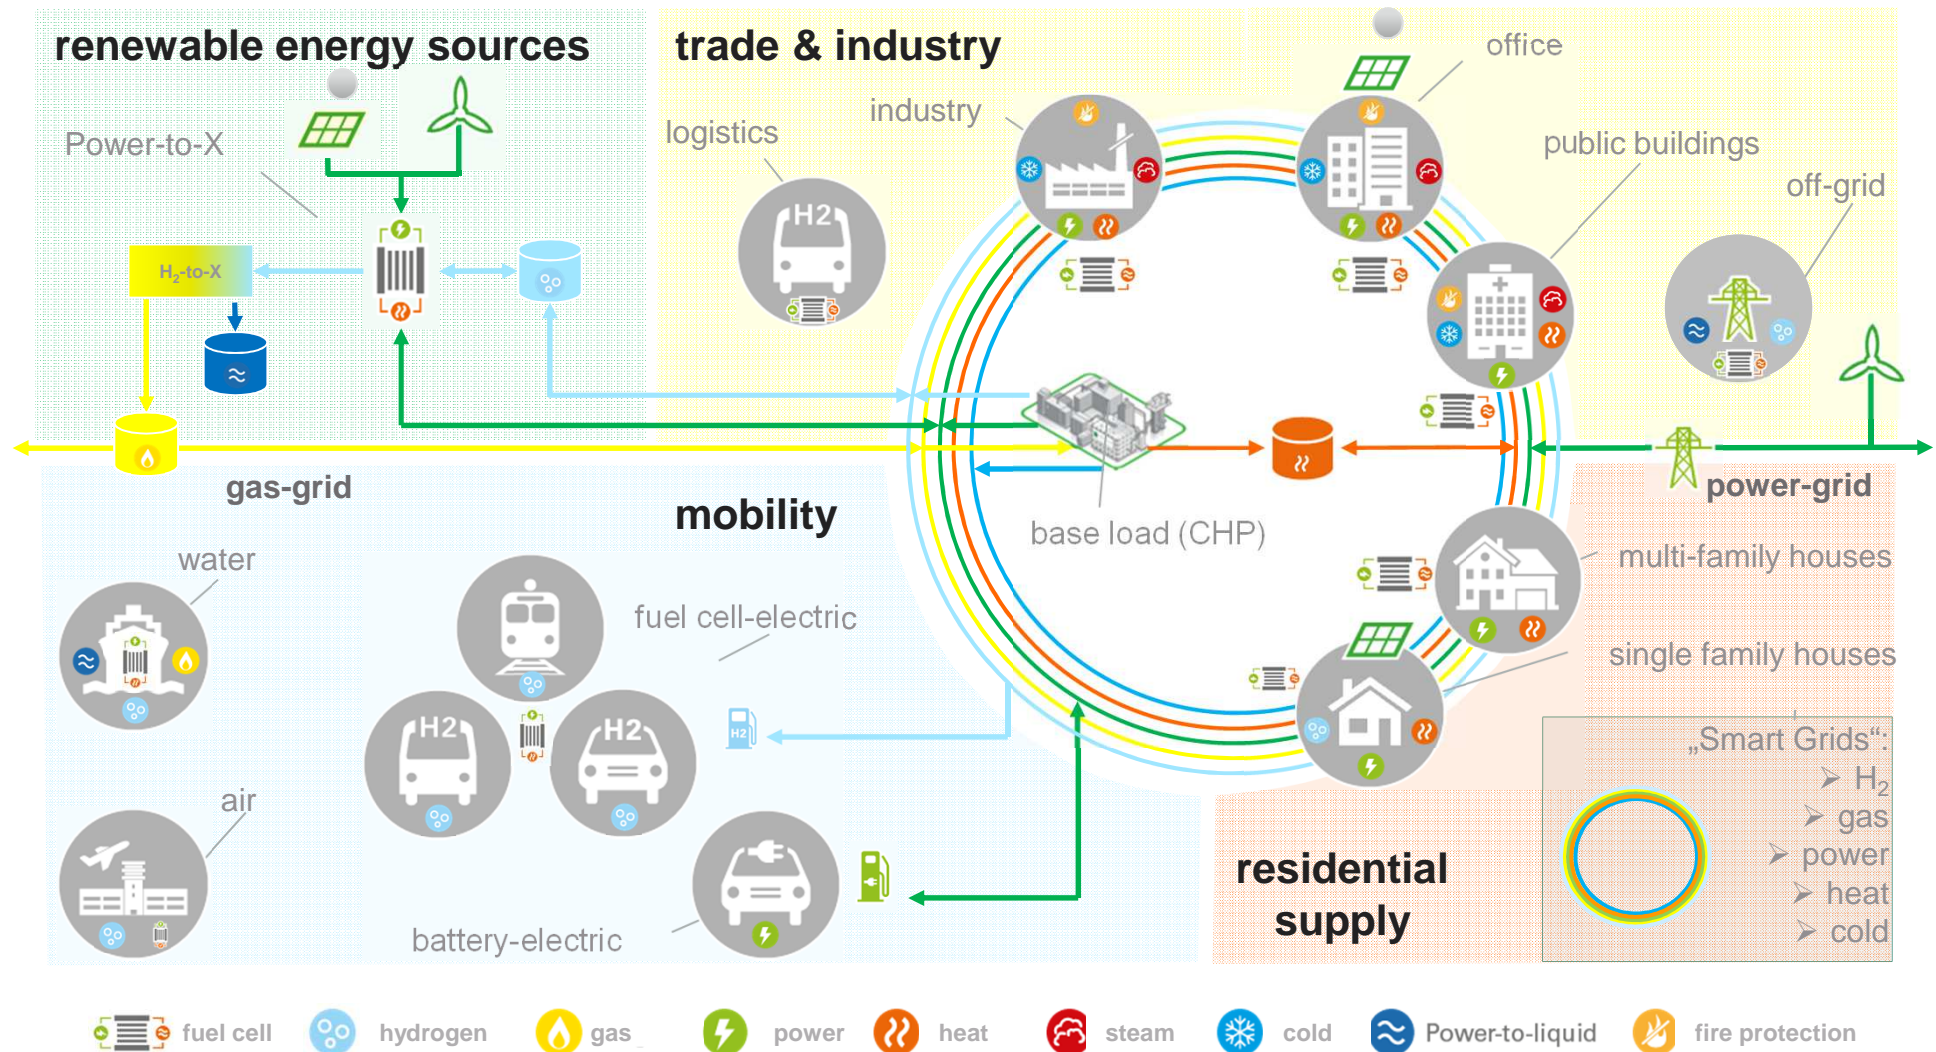 renewable energy sources
trade & industry
office
industry
logistics
Power-to-X
public buildings
off-grid
H2
H₂-to-X
gas-grid
power-grid
mobility
base load (CHP)
water
multi-family houses
fuel cell-electric
single family houses
H2
H2
H2
„Smart Grids“:
➢ H₂
➢ gas
➢ power
➢ heat
➢ cold
air
residential
supply
battery-electric
fuel cell
hydrogen
gas
power
heat
steam
cold
Power-to-liquid
fire protection